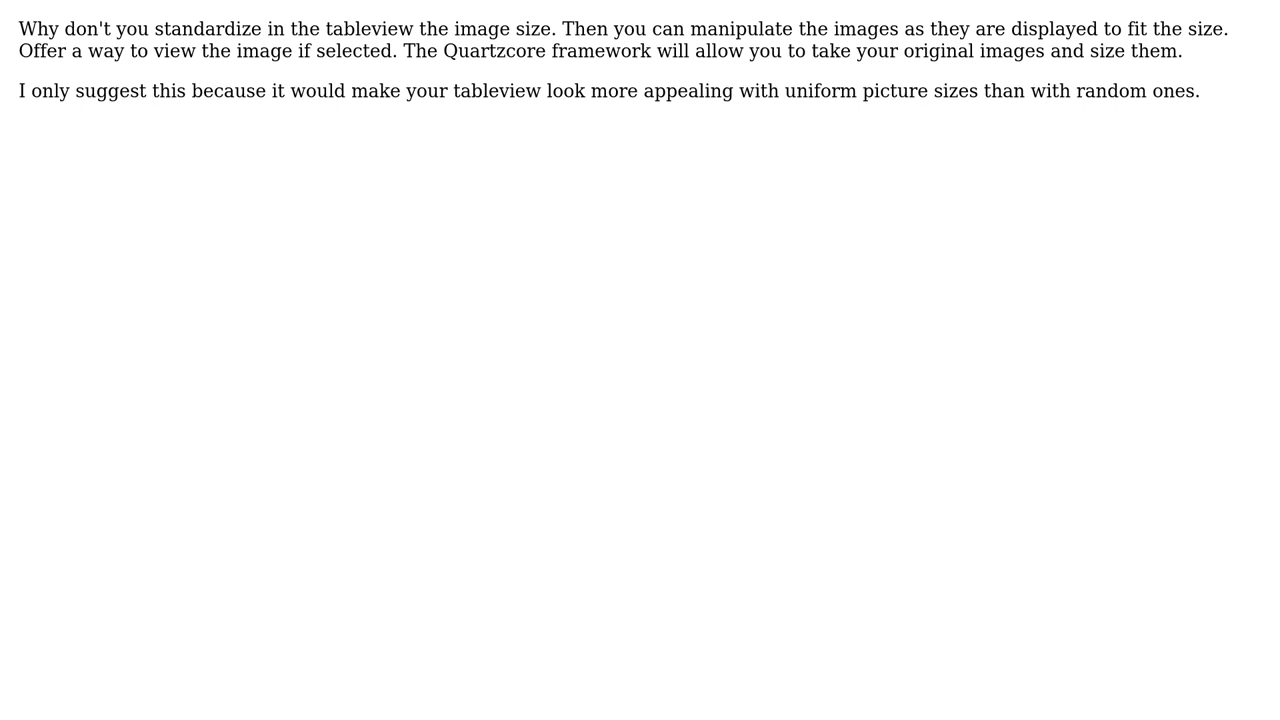 Why don't you standardize in the tableview the image size. Then you can manipulate the images as they are displayed to fit the size.
Offer a way to view the image if selected. The Quartzcore framework will allow you to take your original images and size them.
I only suggest this because it would make your tableview look more appealing with uniform picture sizes than with random ones.